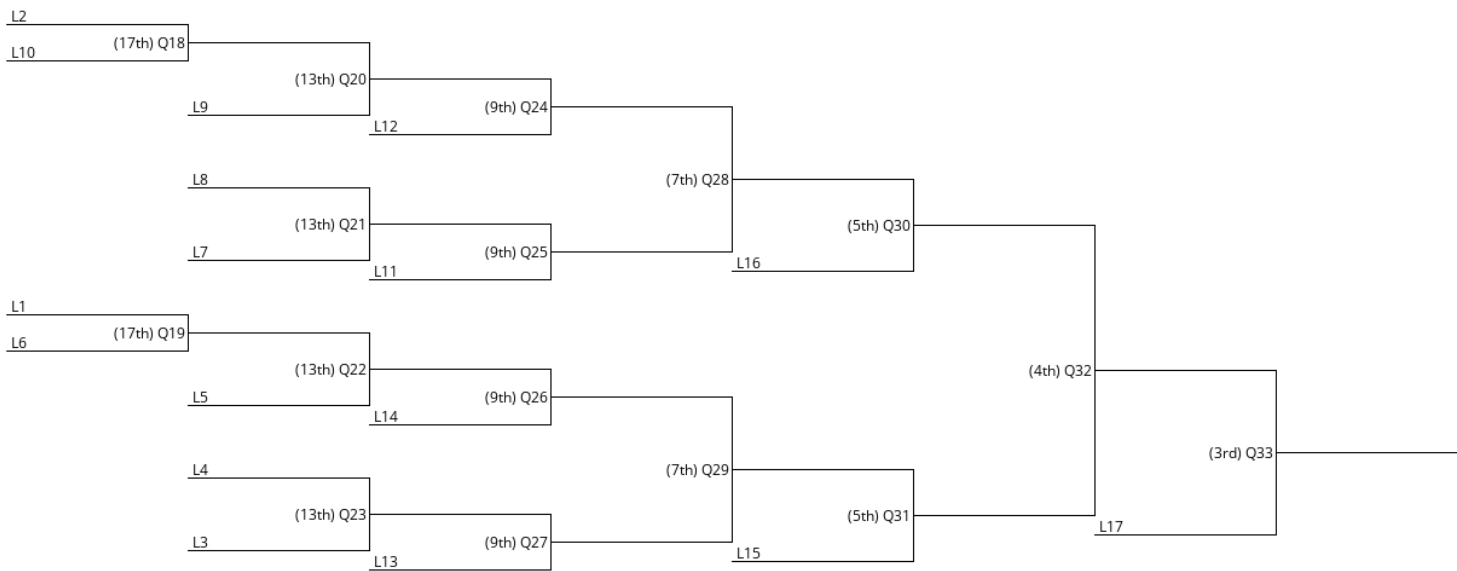 L2
(17th) Q18
L10
(13th) Q20
L9
(9th) Q24
L12
L8
(7th) Q28
(13th) Q21
(5th) Q30
L7
(9th) Q25
L11
L16
L1
(17th) Q19
L6
(13th) Q22
(4th) Q32
L5
(9th) Q26
L14
L4
(7th) Q29
(3rd) Q33
(13th) Q23
(5th) Q31
L17
L3
(9th) Q27
L13
L15